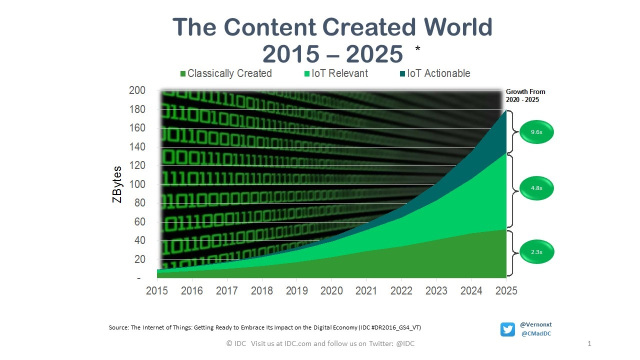 The Content Created World
2015 – 2025 *
Classically Created IoT Relevant IoT Actionable
Growth From
2020 - 2025
200
180
160
140
120
100
80
60
40
20
-
ZBytes
9.6x
4.8x
2.3x
2015 2016 2017 2018 2019 2020 2021 2022 2023 2024 2025
Source: The Internet of Things: Getting Ready to Embrace Its Impact on the Digital Economy (IDC #DR2016_GS4_VT)
@Vernonxt
@CMacIDC
© IDC Visit us at IDC.com and follow us on Twitter: @IDC 1